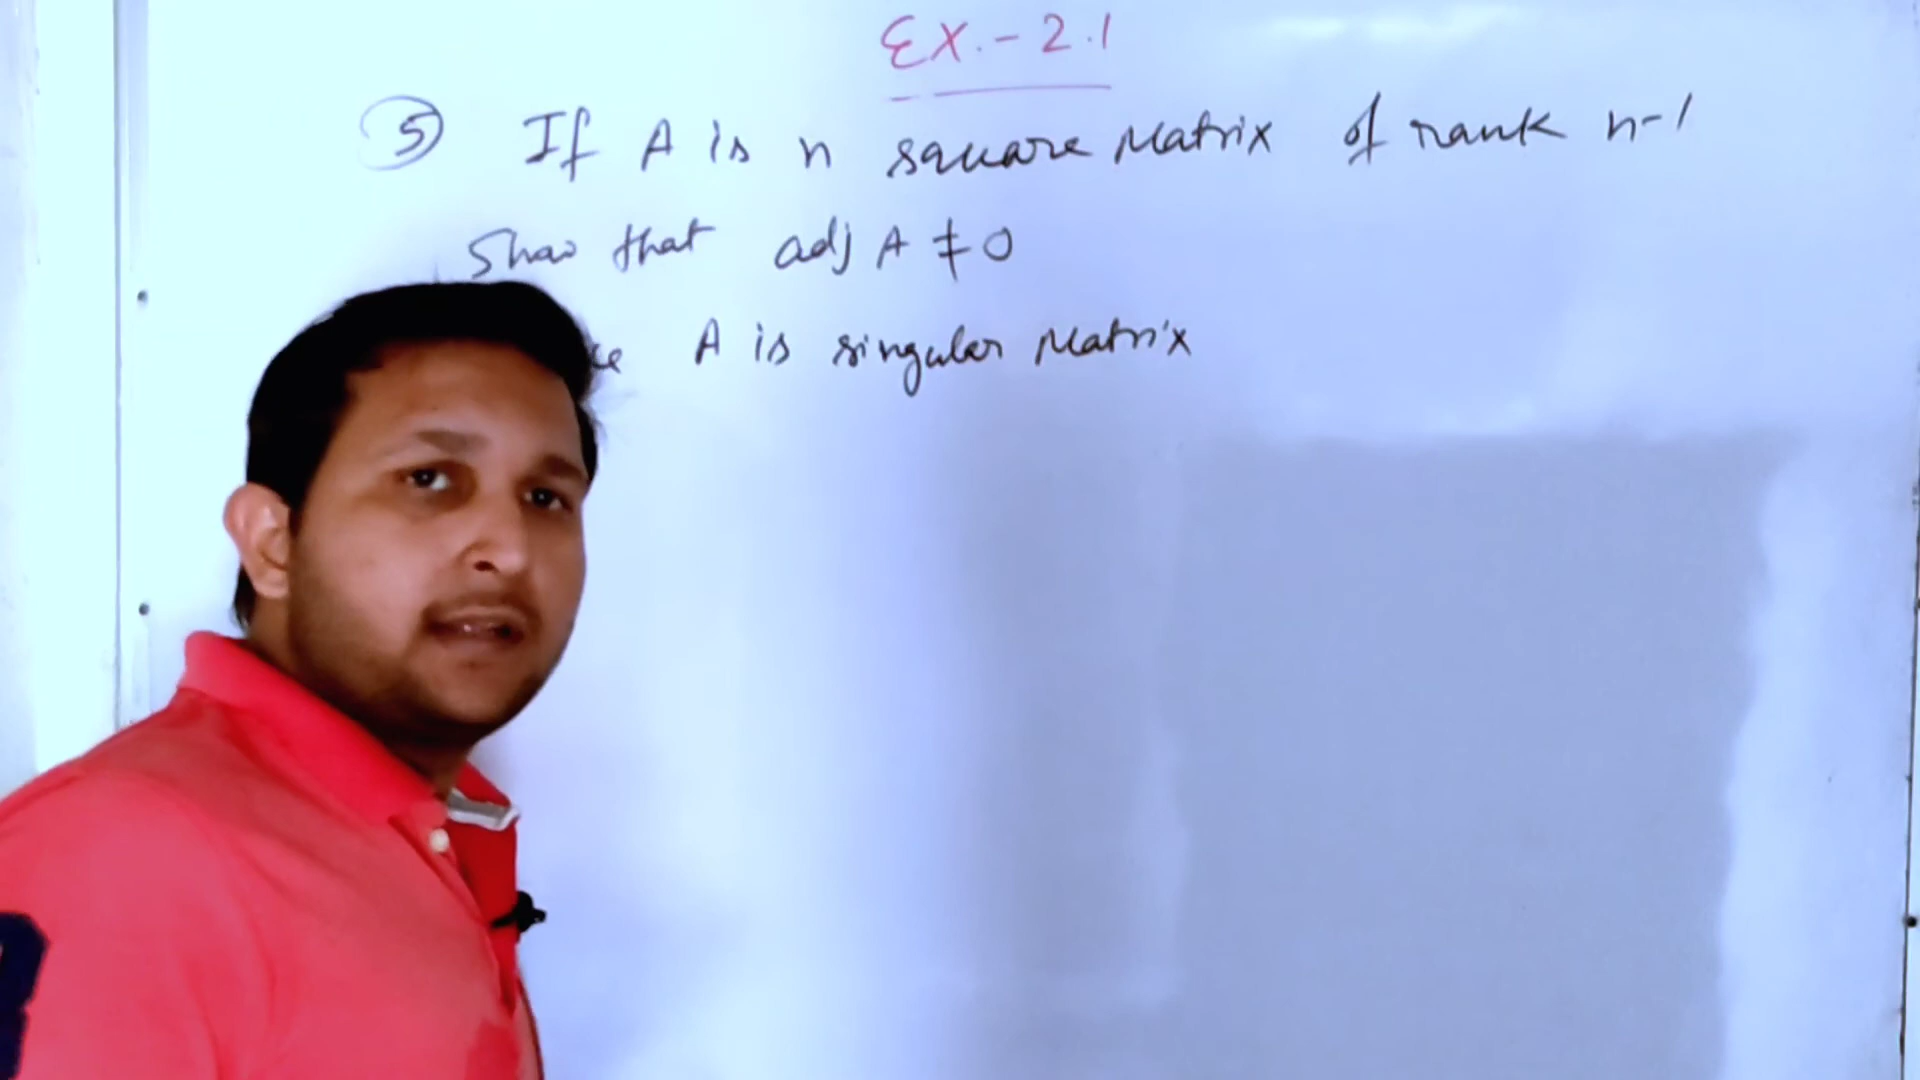 Ex.-2.1
5 If A is n square Matrix of rank n-1
Show that adj A ≠ 0
A is singular Matrix